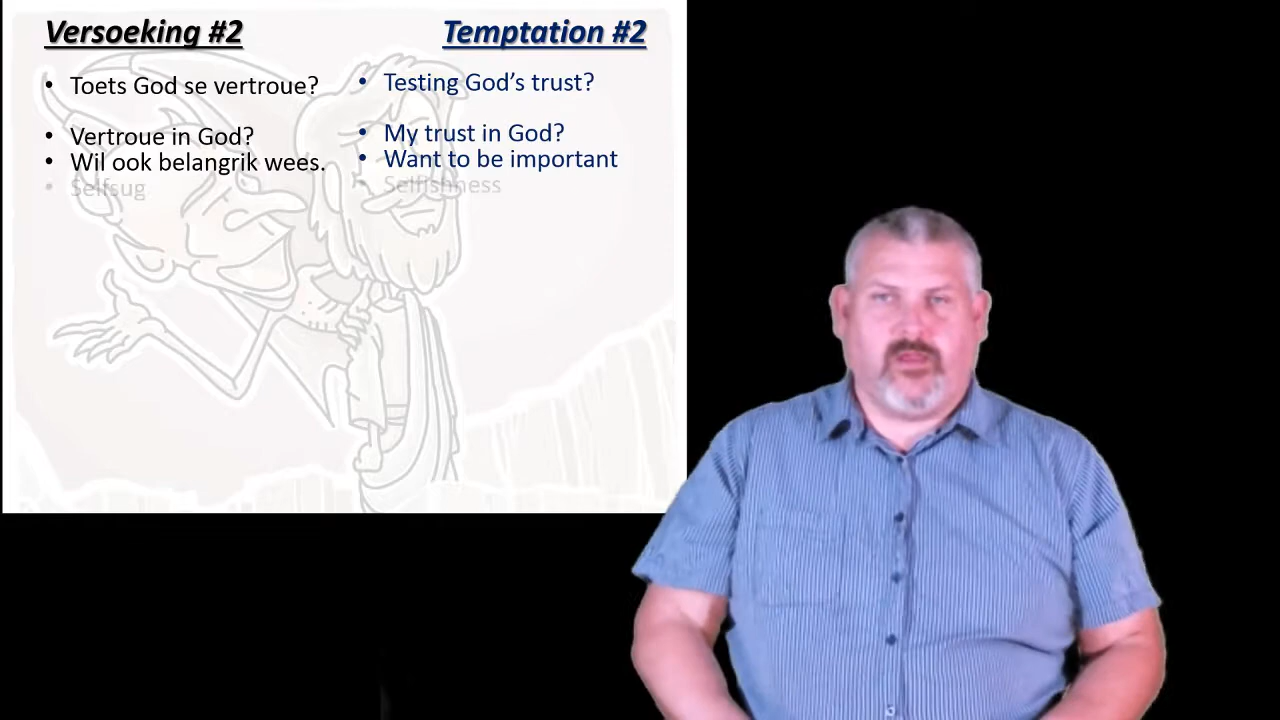 Versoeking #2
• Toets God se vertroue?
• Vertroue in God?
• Wil ook belangrik wees.
• Selfsug
Temptation #2
• Testing God’s trust?
• My trust in God?
• Want to be important
• Selfishness